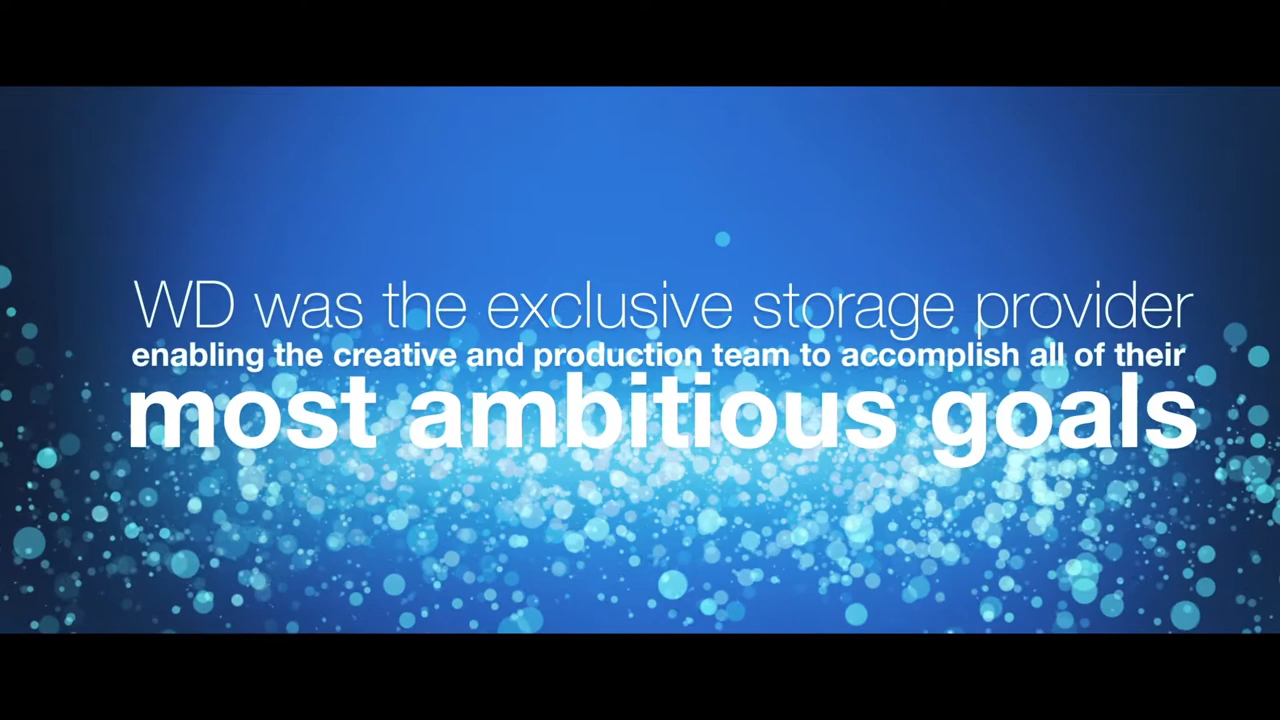 WD was the exclusive storage provider
enabling the creative and production team to accomplish all of their
most ambitious goals